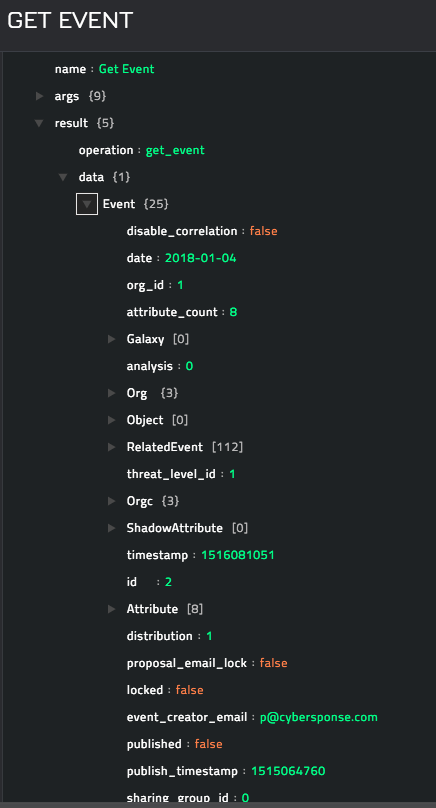 GET EVENT
name : Get Event
args {9}
result {5}
operation : get_event
data {1}
Event {25}
disable_correlation : false
date : 2018-01-04
org_id : 1
attribute_count : 8
Galaxy [0]
analysis : 0
Org {3}
Object [0]
RelatedEvent [112]
threat_level_id : 1
Orgc {3}
ShadowAttribute [0]
timestamp : 1516081051
id : 2
Attribute [8]
distribution : 1
proposal_email_lock : false
locked : false
event_creator_email : p@cybersponse.com
published : false
publish_timestamp : 1515064760
sharing_group_id : 0